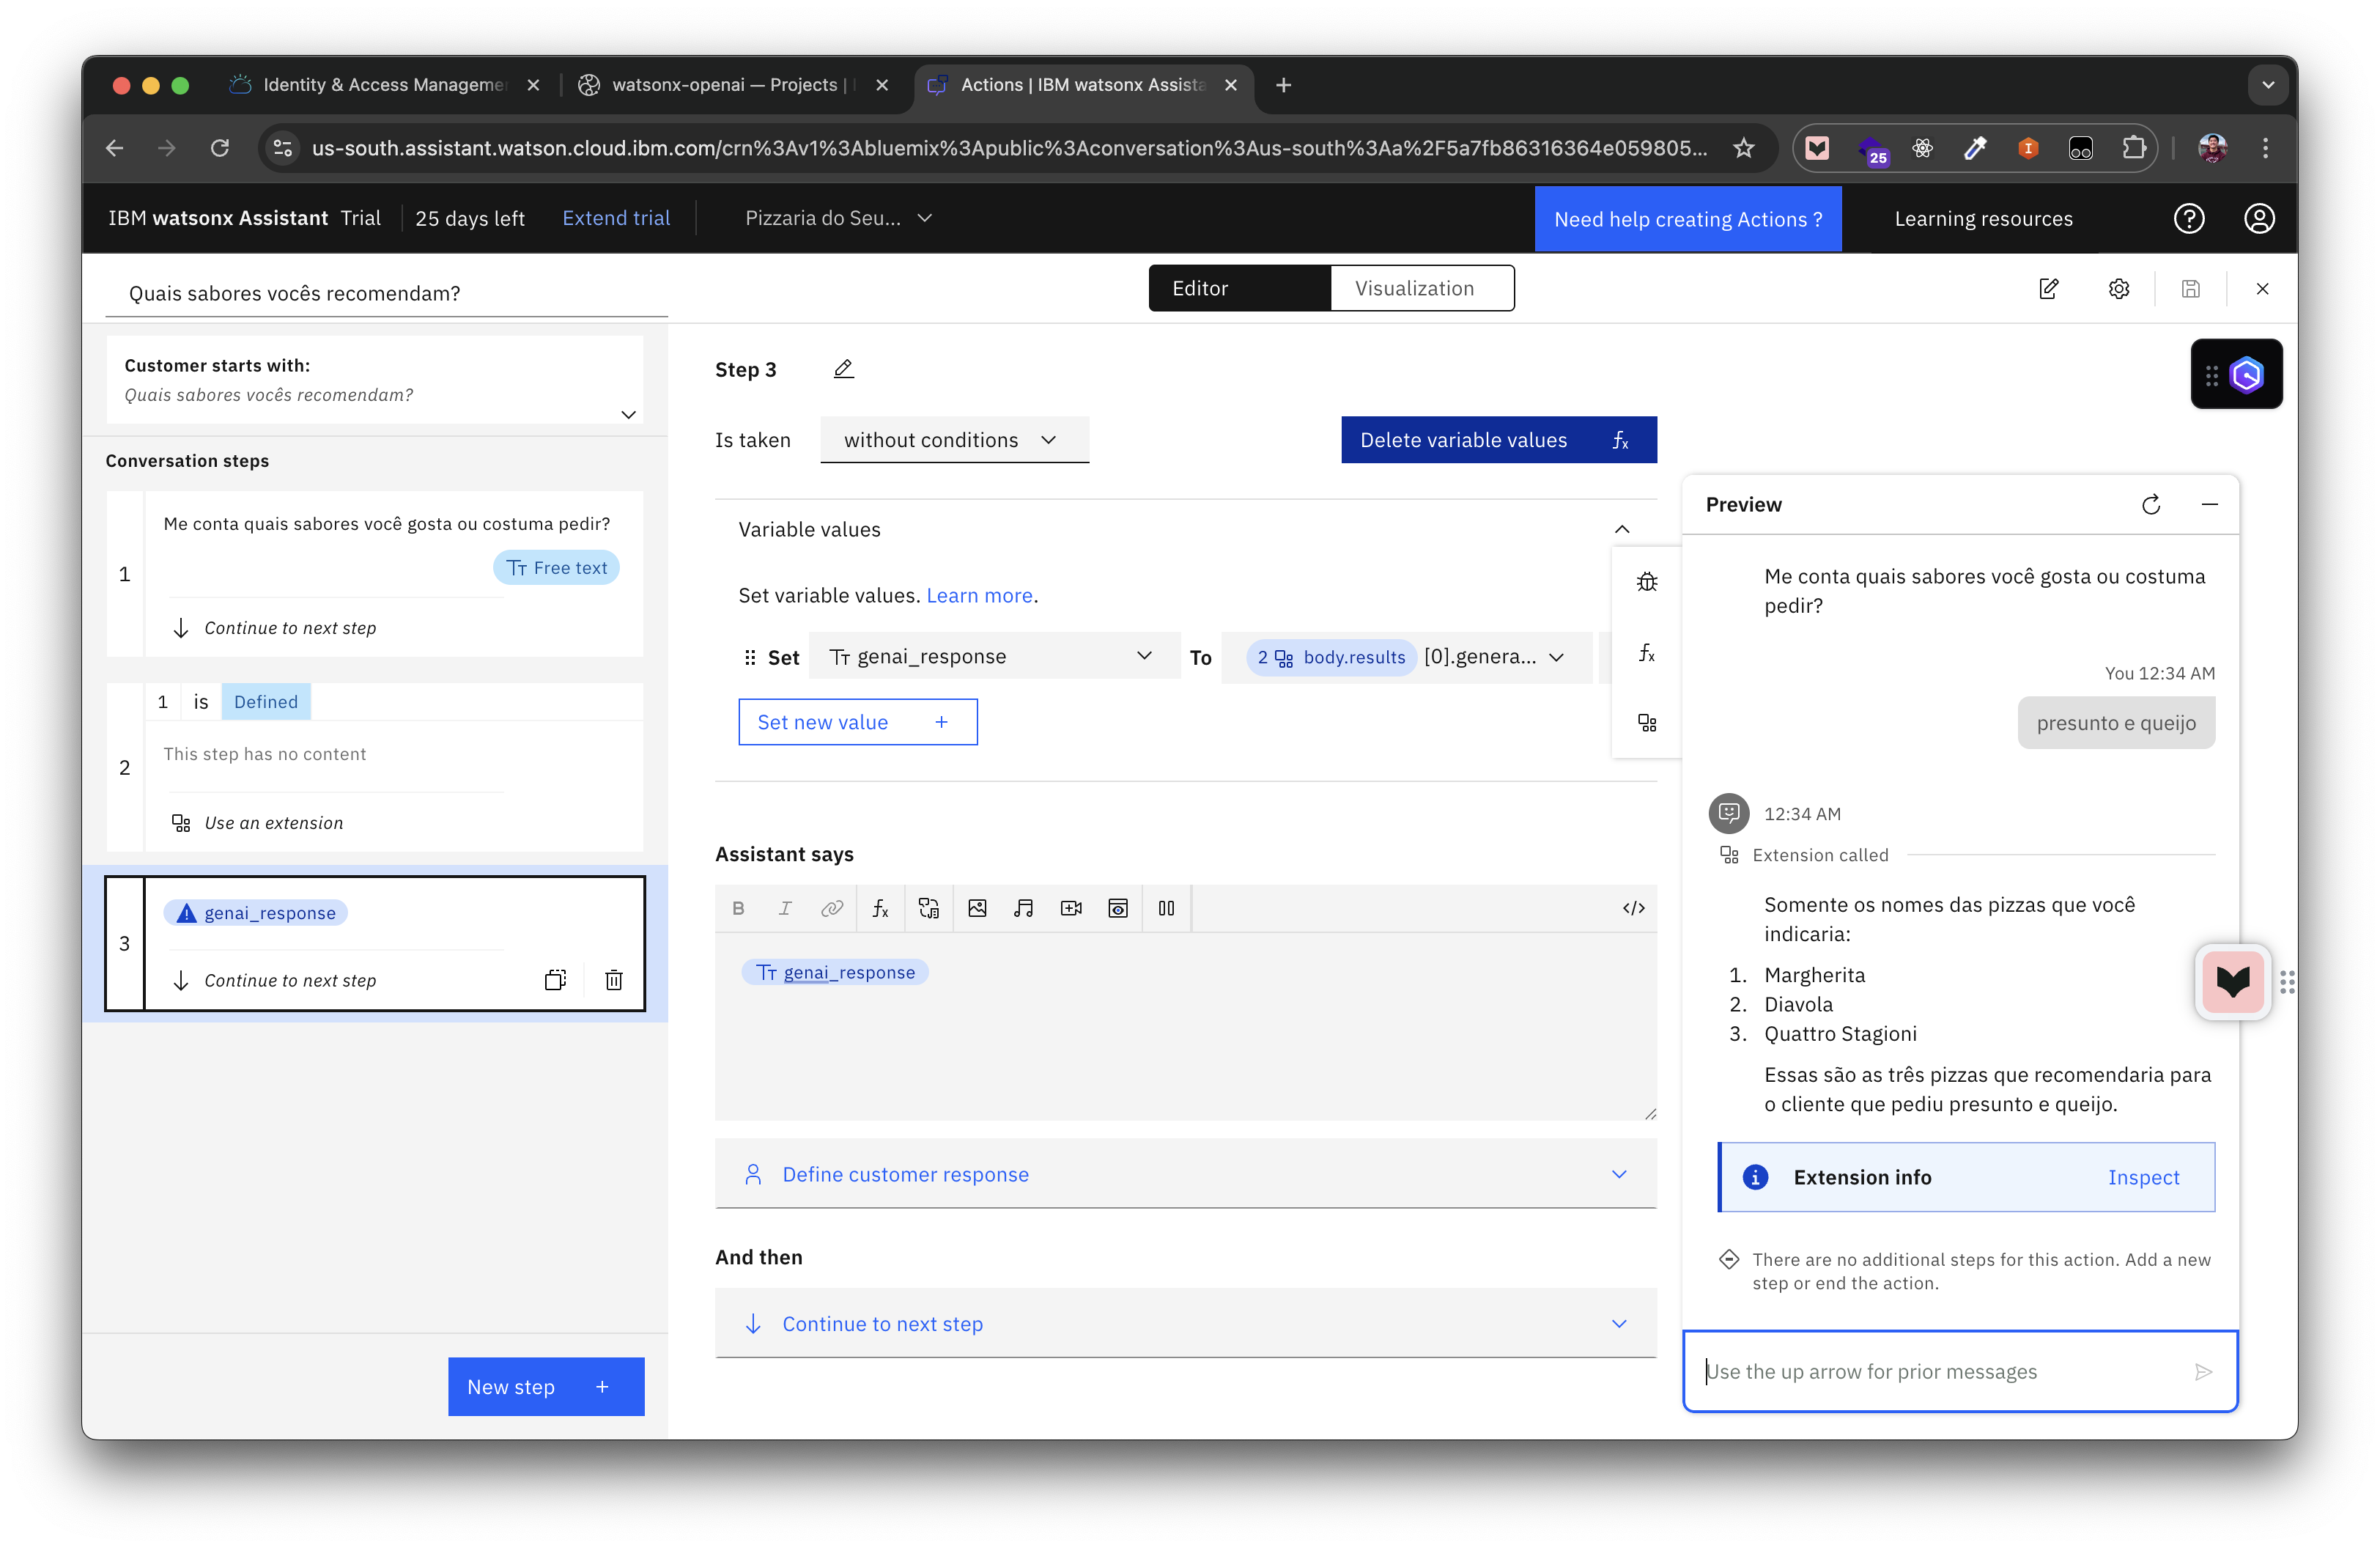 Identity & Access Managemen
watsonx-openai — Projects |
Actions | IBM watsonx Assista
us-south.assistant.watson.cloud.ibm.com/crn%3Av1%3Abluemix%3Apublic%3Aconversation%3Aus-south%3Aa%2F5a7fb86316364e059805...
25
IBM watsonx Assistant Trial
25 days left
Extend trial
Pizzaria do Seu...
Need help creating Actions ?
Learning resources
Quais sabores vocês recomendam?
Editor
Visualization
Customer starts with:
Quais sabores vocês recomendam?
Conversation steps
1
Me conta quais sabores você gosta ou costuma pedir?
Free text
Continue to next step
2
1 is Defined
This step has no content
Use an extension
3
genai_response
Continue to next step
New step +
Step 3
Is taken
without conditions
Delete variable values
Variable values
Set variable values. Learn more.
Set genai_response To 2 body.results [0].genera...
Set new value +
Assistant says
B I
genai_response
Define customer response
And then
Continue to next step
Preview
Me conta quais sabores você gosta ou costuma
pedir?
You 12:34 AM
presunto e queijo
12:34 AM
Extension called
Somente os nomes das pizzas que você
indicaria:
1. Margherita
2. Diavola
3. Quattro Stagioni
Essas são as três pizzas que recomendaria para
o cliente que pediu presunto e queijo.
Extension info
Inspect
There are no additional steps for this action. Add a new
step or end the action.
Use the up arrow for prior messages